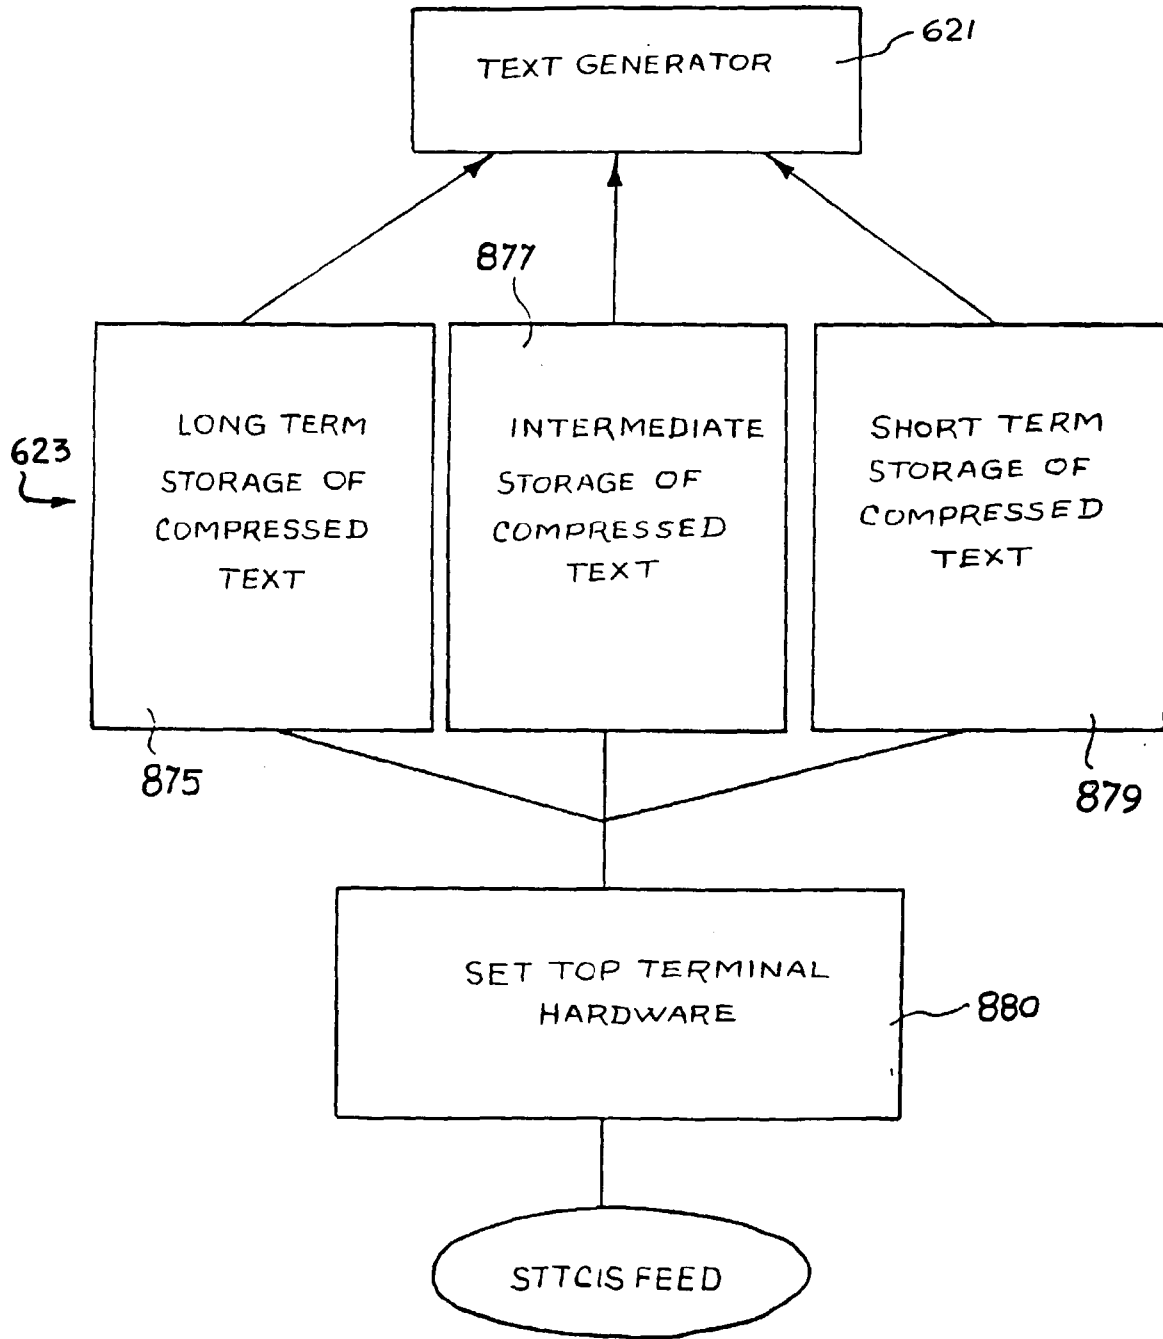 TEXT GENERATOR
621
877
623
LONG TERM
STORAGE OF
COMPRESSED
TEXT
INTERMEDIATE
STORAGE OF
COMPRESSED
TEXT
SHORT TERM
STORAGE OF
COMPRESSED
TEXT
875
879
SET TOP TERMINAL
HARDWARE
880
STTCIS FEED